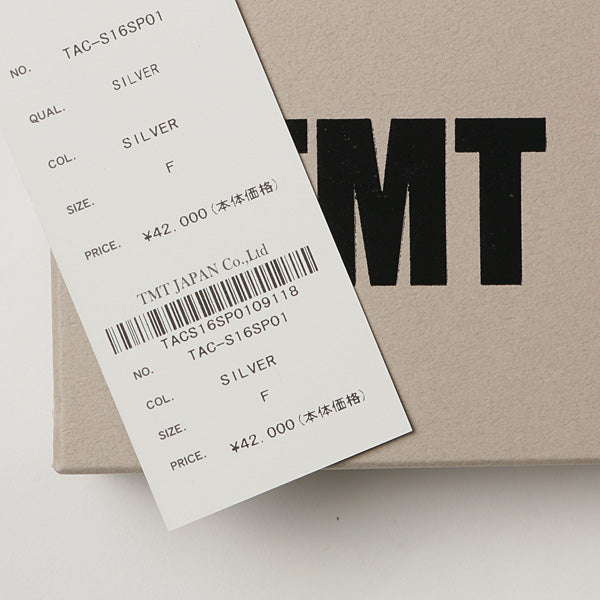 NO. TAC-S16SP01
QUAL. SILVER
COL. SILVER
SIZE. F
PRICE. ¥42.000(本体価格)
TMT JAPAN Co.,Ltd
TACS16SP0109118
NO. TAC-S16SP01
COL. SILVER
SIZE. F
PRICE. ¥42.000(本体価格)
TMT